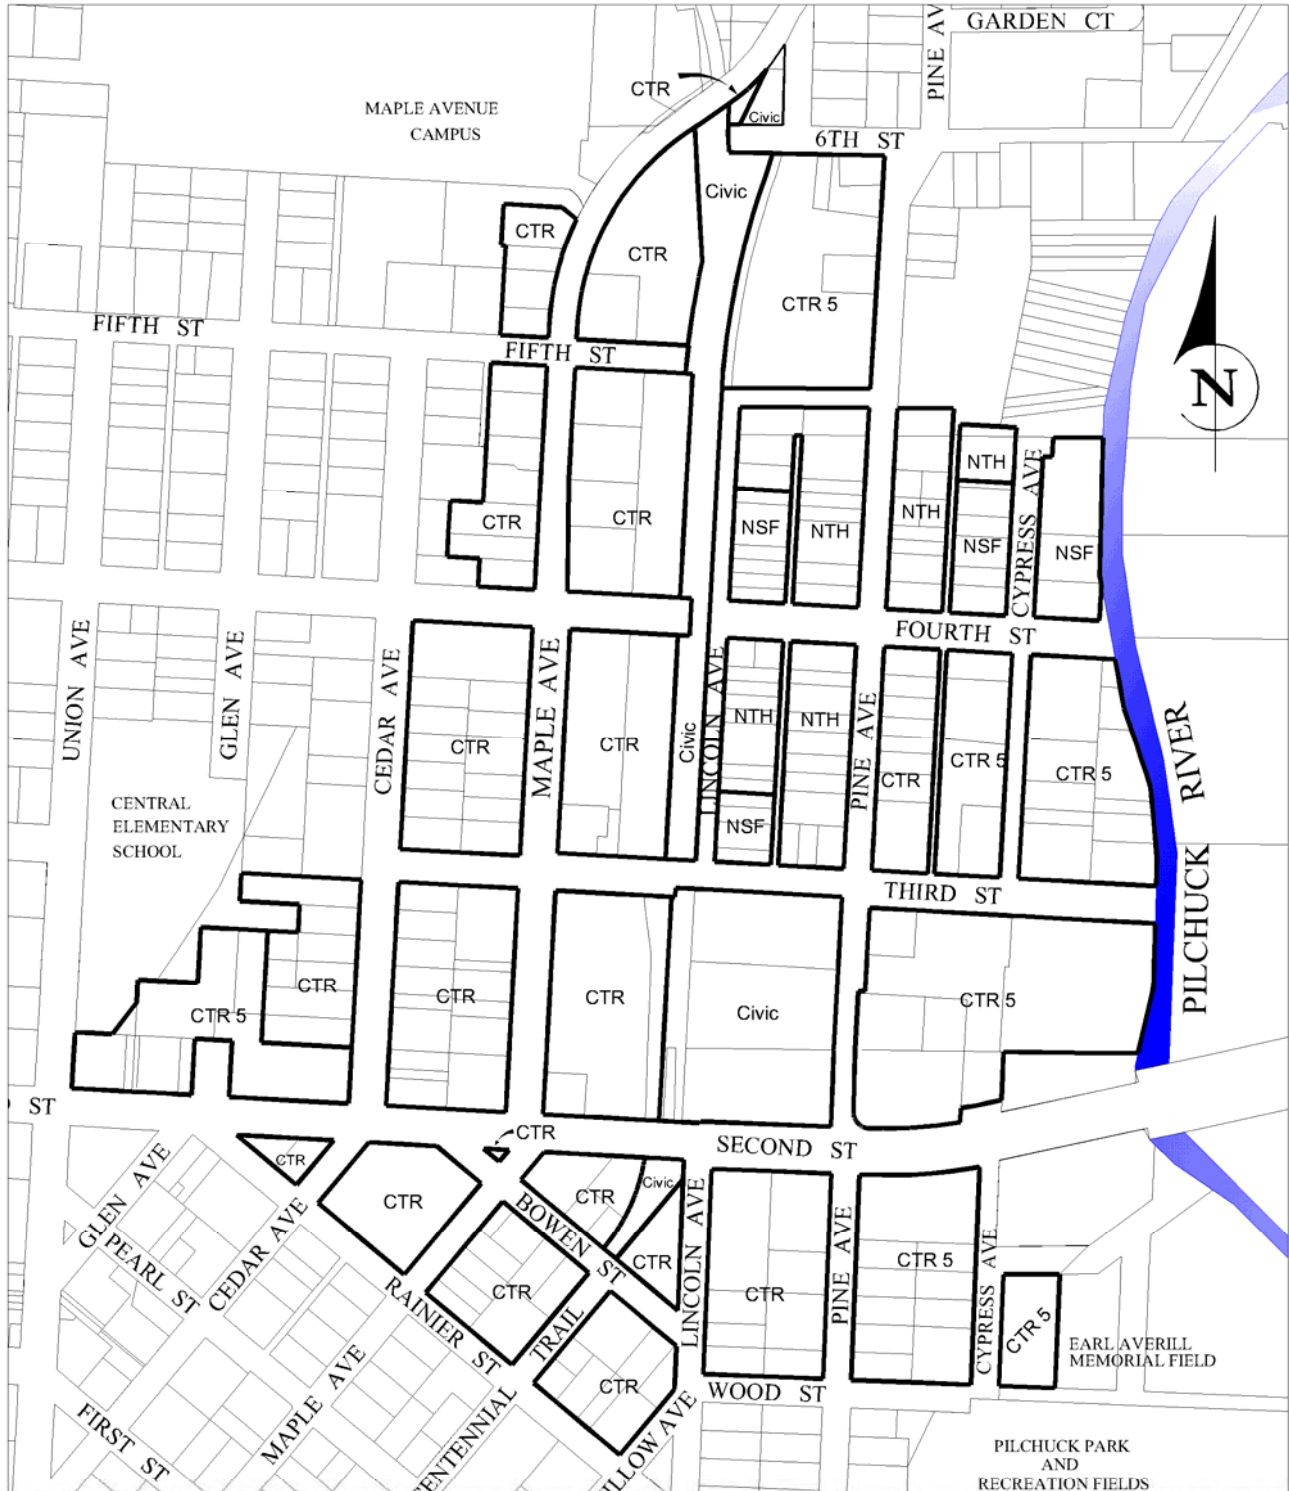 GARDEN CT
PINE AV
CTR
MAPLE AVENUE
CAMPUS
Civic
6TH ST
Civic
CTR
CTR
CTR 5
FIFTH ST
FIFTH ST
N
NTH
CTR
CTR
NSF
NTH
NTH
NSF
NSF
CYPRESS AVE
FOURTH ST
UNION AVE
GLEN AVE
CEDAR AVE
MAPLE AVE
LINCOLN AVE
PINE AVE
CTR
CTR
Civic
NTH
NTH
CTR
CTR 5
CTR 5
PILCHUCK RIVER
CENTRAL
ELEMENTARY
SCHOOL
NSF
THIRD ST
CTR
CTR 5
CTR
CTR
Civic
CTR 5
ST
CTR
SECOND ST
CTR
CTR
CTR
Civic
CTR
GLEN AVE
PEARL ST
CEDAR AVE
BOWEN ST
LINCOLN AVE
PINE AVE
CYPRESS AVE
CTR
CTR
CTR 5
CTR 5
RAINIER ST
TRAIL
CTR
EARL AVERILL
MEMORIAL FIELD
WOOD ST
FIRST ST
MAPLE AVE
ENTENNIAL
ILLOW AVE
PILCHUCK PARK
AND
RECREATION FIELDS